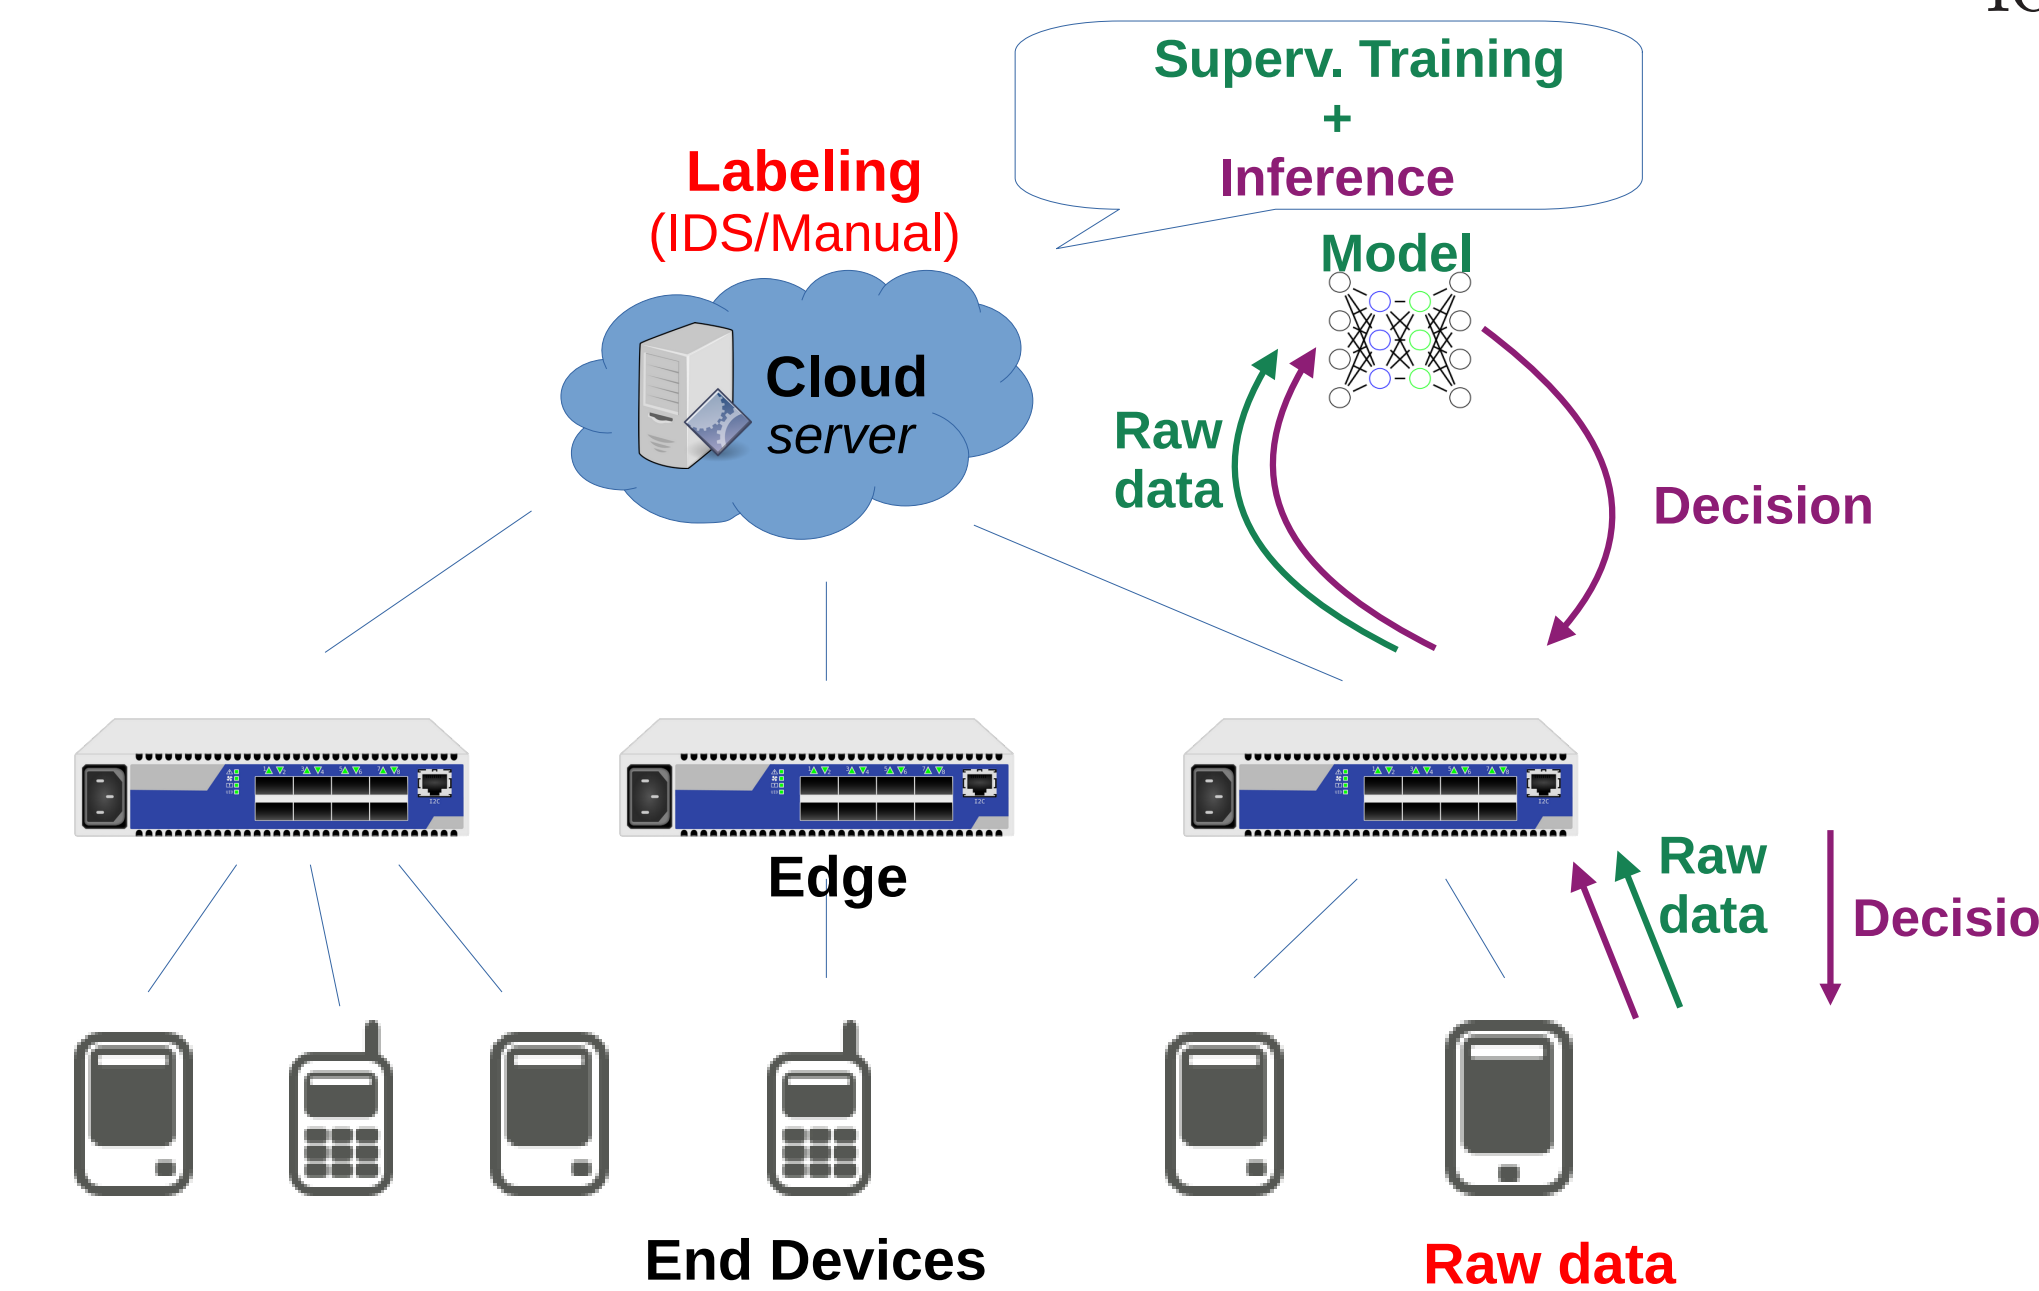 Superv. Training
+
Inference
Labeling
(IDS/Manual)
Model
Cloud
server
Raw
data
Decision
Edge
Raw
data
Decisio
End Devices
Raw data